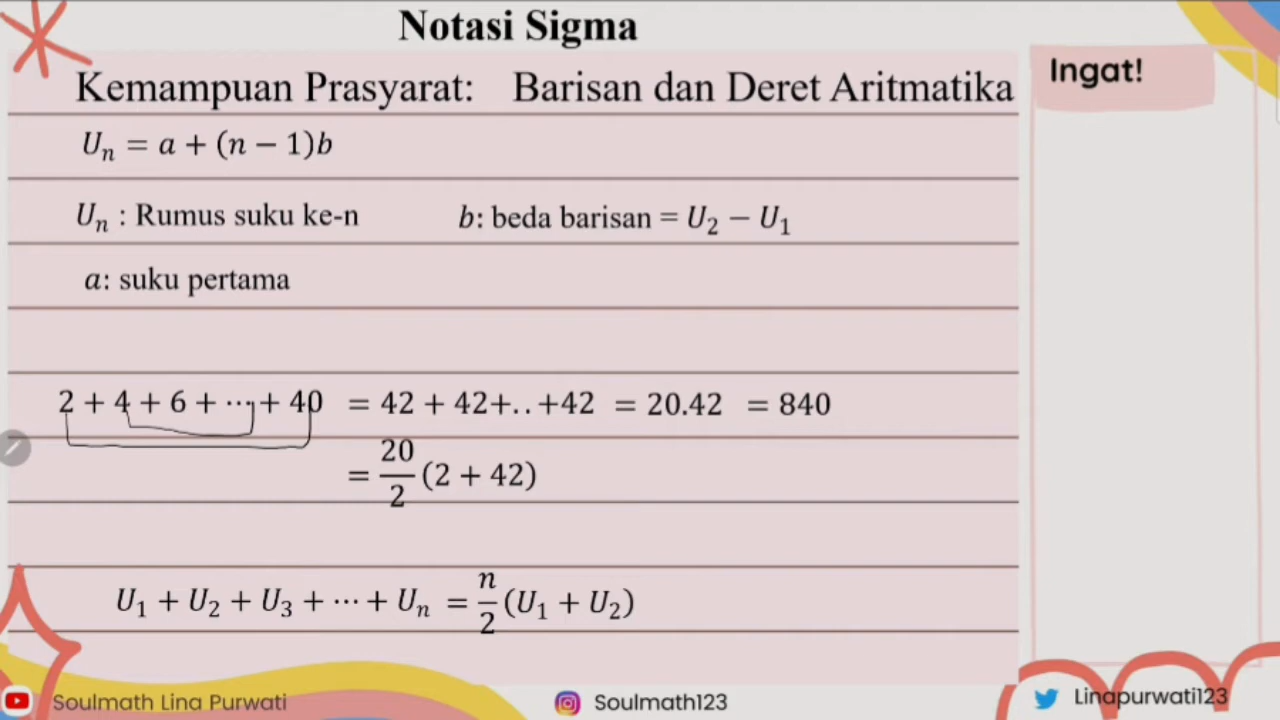 Notasi Sigma
Kemampuan Prasyarat: Barisan dan Deret Aritmatika
Ingat!
Uₙ = a + (n − 1)b
Uₙ : Rumus suku ke-n b: beda barisan = U₂ − U₁
a: suku pertama
2 + 4 + 6 + ⋯ + 40 = 42 + 42+..+42 = 20.42 = 840
= 20/2 (2 + 42)
U₁ + U₂ + U₃ + ⋯ + Uₙ = n/2 (U₁ + U₂)
Soulmath Lina Purwati Soulmath123 Linapurwati123